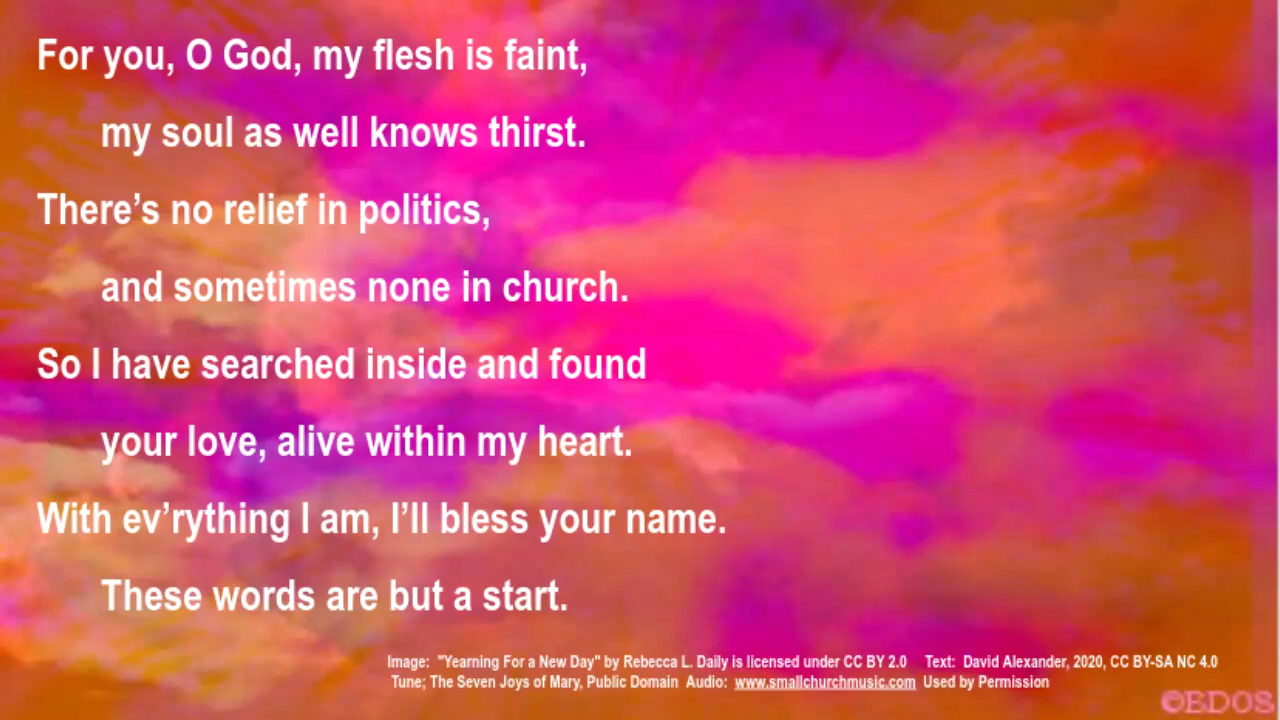 For you, O God, my flesh is faint,
my soul as well knows thirst.
There’s no relief in politics,
and sometimes none in church.
So I have searched inside and found
your love, alive within my heart.
With ev’rything I am, I’ll bless your name.
These words are but a start.
Image: "Yearning For a New Day" by Rebecca L. Daily is licensed under CC BY 2.0 Text: David Alexander, 2020, CC BY-SA NC 4.0
Tune; The Seven Joys of Mary, Public Domain Audio: www.smallchurchmusic.com Used by Permission
©BDOS